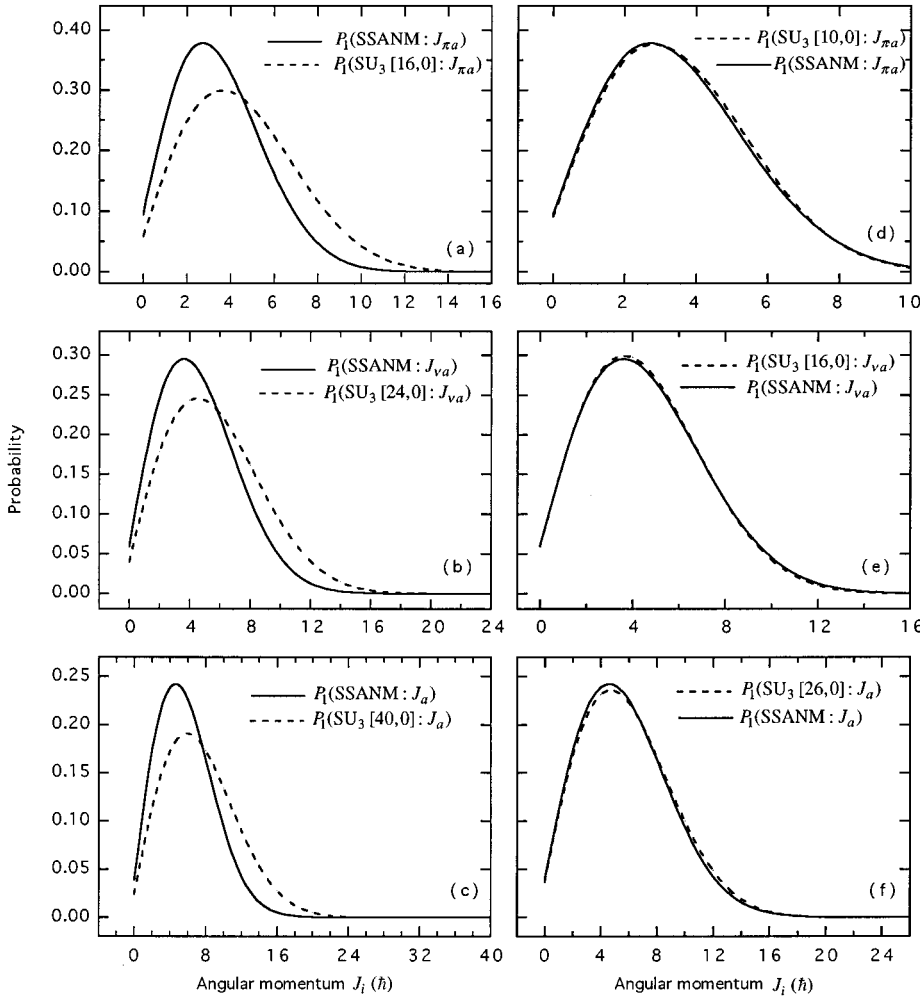 0.40
0.30
0.20
0.10
0.00
P₁(SSANM : Jπa)
P₁(SU₃ [16,0] : Jπa)
(a)
0 2 4 6 8 10 12 14 16
P₁(SU₃ [10,0] : Jπa)
P₁(SSANM : Jπa)
(d)
0 2 4 6 8 10
Probability
0.30
0.25
0.20
0.15
0.10
0.05
0.00
P₁(SSANM : Jνa)
P₁(SU₃ [24,0] : Jνa)
(b)
0 4 8 12 16 20 24
P₁(SU₃ [16,0] : Jνa)
P₁(SSANM : Jνa)
(e)
0 4 8 12 16
0.25
0.20
0.15
0.10
0.05
0.00
P₁(SSANM : Ja)
P₁(SU₃ [40,0] : Ja)
(c)
0 8 16 24 32 40
Angular momentum Ji (ℏ)
P₁(SU₃ [26,0] : Ja)
P₁(SSANM : Ja)
(f)
0 4 8 12 16 20 24
Angular momentum Ji (ℏ)